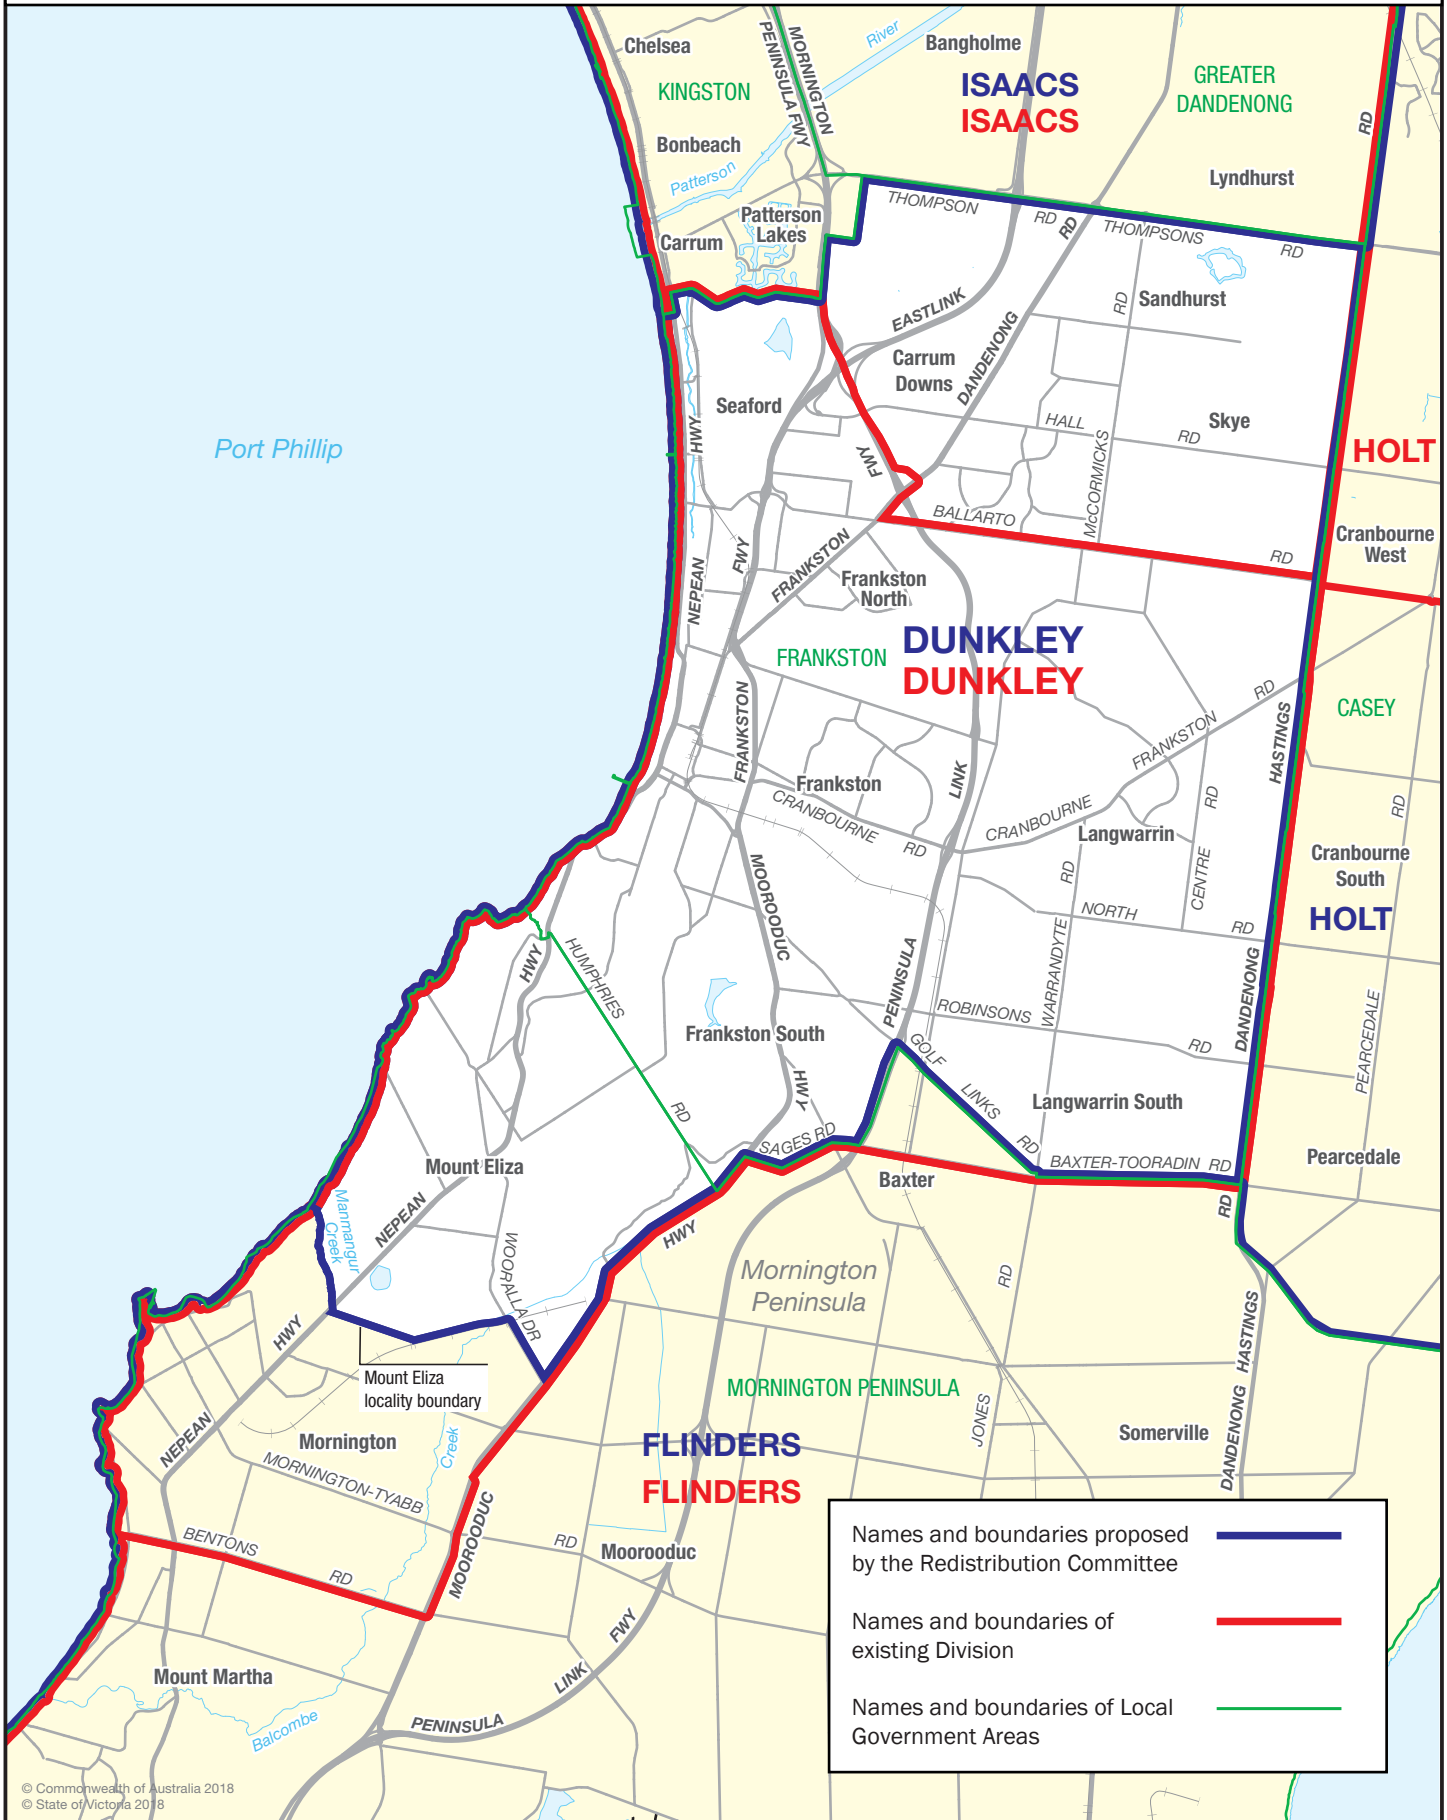 Chelsea
KINGSTON
MORNINGTON
PENINSULA FWY
River
Bangholme
ISAACS
ISAACS
GREATER
DANDENONG
RD
Bonbeach
Patterson
Lyndhurst
Patterson
Lakes
Carrum
THOMPSON
RD
RD
THOMPSONS
RD
Sandhurst
RD
EASTLINK
Carrum
Downs
DANDENONG
Seaford
HWY
HALL
RD
Skye
Port Phillip
HOLT
FWY
McCORMICKS
BALLARTO
RD
Cranbourne
West
FWY
FRANKSTON
NEPEAN
Frankston
North
DUNKLEY
DUNKLEY
FRANKSTON
FRANKSTON
RD
FRANKSTON
HASTINGS
CASEY
Frankston
LINK
CRANBOURNE
RD
CRANBOURNE
Langwarrin
RD
RD
Cranbourne
South
HOLT
RD
CENTRE
MOOROODUC
NORTH
RD
HWY
HUMPHRIES
PENINSULA
WARRANDYTE
DANDENONG
ROBINSONS
RD
PEARCEDALE
Frankston South
GOLF
LINKS
RD
HWY
RD
Langwarrin South
SAGES RD
BAXTER-TOORADIN RD
Pearcedale
Mount Eliza
Baxter
Manmangur
Creek
NEPEAN
RD
HWY
WOORALLA DR
Mornington
Peninsula
RD
HWY
Mount Eliza
locality boundary
MORNINGTON PENINSULA
DANDENONG HASTINGS
JONES
NEPEAN
Mornington
Creek
FLINDERS
FLINDERS
Somerville
MORNINGTON-TYABB
RD
MOOROODUC
BENTONS
RD
Moorooduc
Names and boundaries proposed
by the Redistribution Committee
Names and boundaries of
existing Division
Names and boundaries of Local
Government Areas
FWY
LINK
PENINSULA
Mount Martha
Balcombe
© Commonwealth of Australia 2018
© State of Victoria 2018